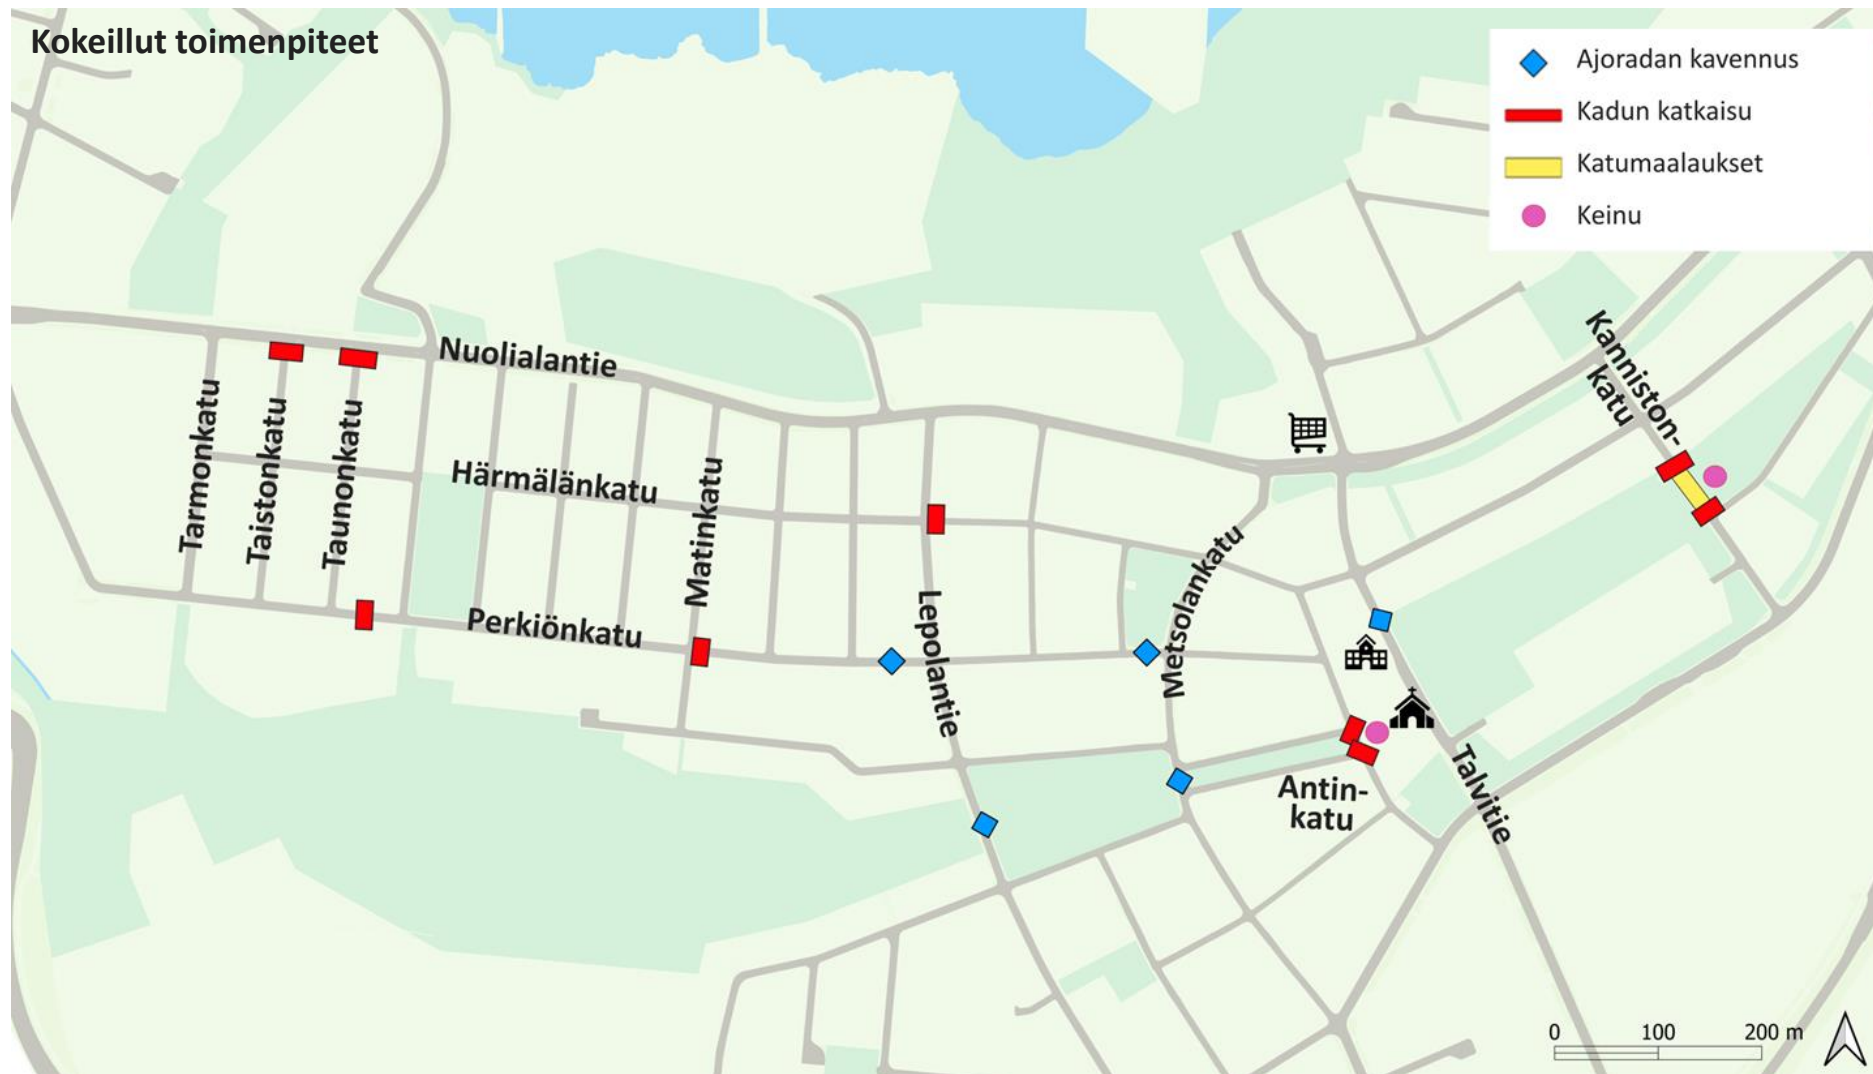 Kokeillut toimenpiteet
Ajoradan kavennus
Kadun katkaisu
Katumaalaukset
Keinu
Nuolialantie
Kanniston-
katu
Tarmonkatu
Taistonkatu
Taunonkatu
Härmälänkatu
Matinkatu
Perkiönkatu
Lepolantie
Metsolankatu
Antin-
katu
Talvitie
0 100 200 m